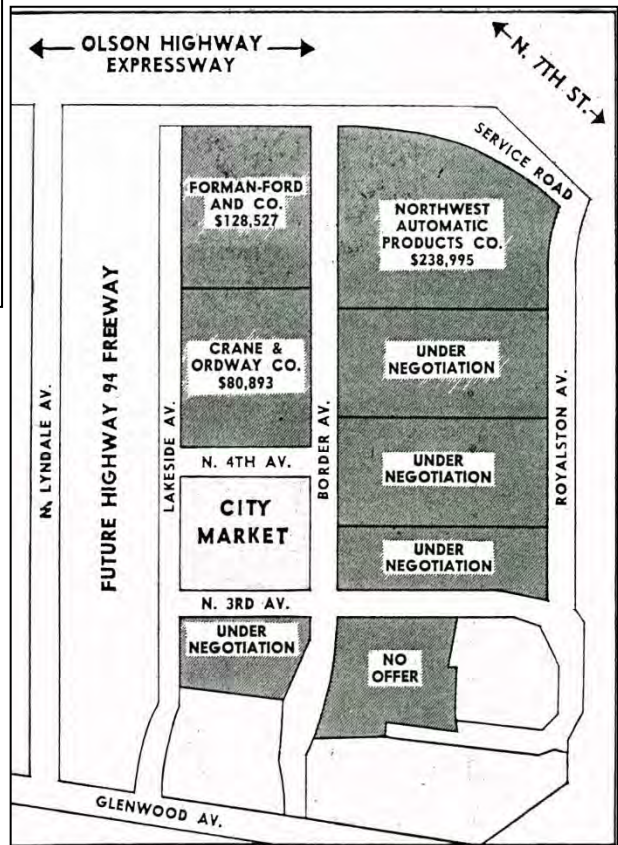 OLSON HIGHWAY
EXPRESSWAY
N. 7TH ST.
SERVICE ROAD
FORMAN-FORD
AND CO.
$128,527
NORTHWEST
AUTOMATIC
PRODUCTS CO.
$238,995
CRANE &
ORDWAY CO.
$80,893
UNDER
NEGOTIATION
N. LYNDALE AV.
FUTURE HIGHWAY 94 FREEWAY
LAKESIDE AV.
BORDER AV.
ROYALSTON AV.
UNDER
NEGOTIATION
N. 4TH AV.
CITY
MARKET
UNDER
NEGOTIATION
N. 3RD AV.
UNDER
NEGOTIATION
NO
OFFER
GLENWOOD AV.